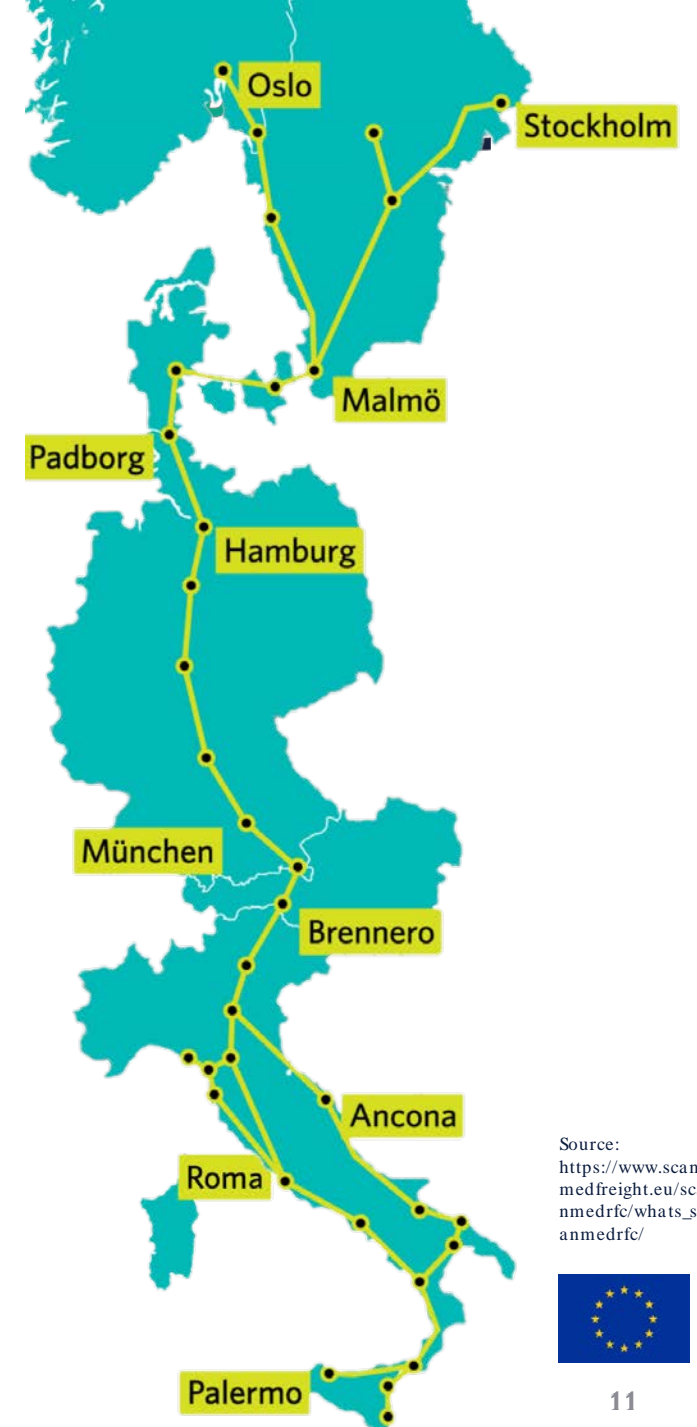 Oslo
Stockholm
Malmö
Padborg
Hamburg
München
Brennero
Ancona
Roma
Source:
https://www.scan
medfreight.eu/sc
nmedrfc/whats_s
anmedrfc/
Palermo
11